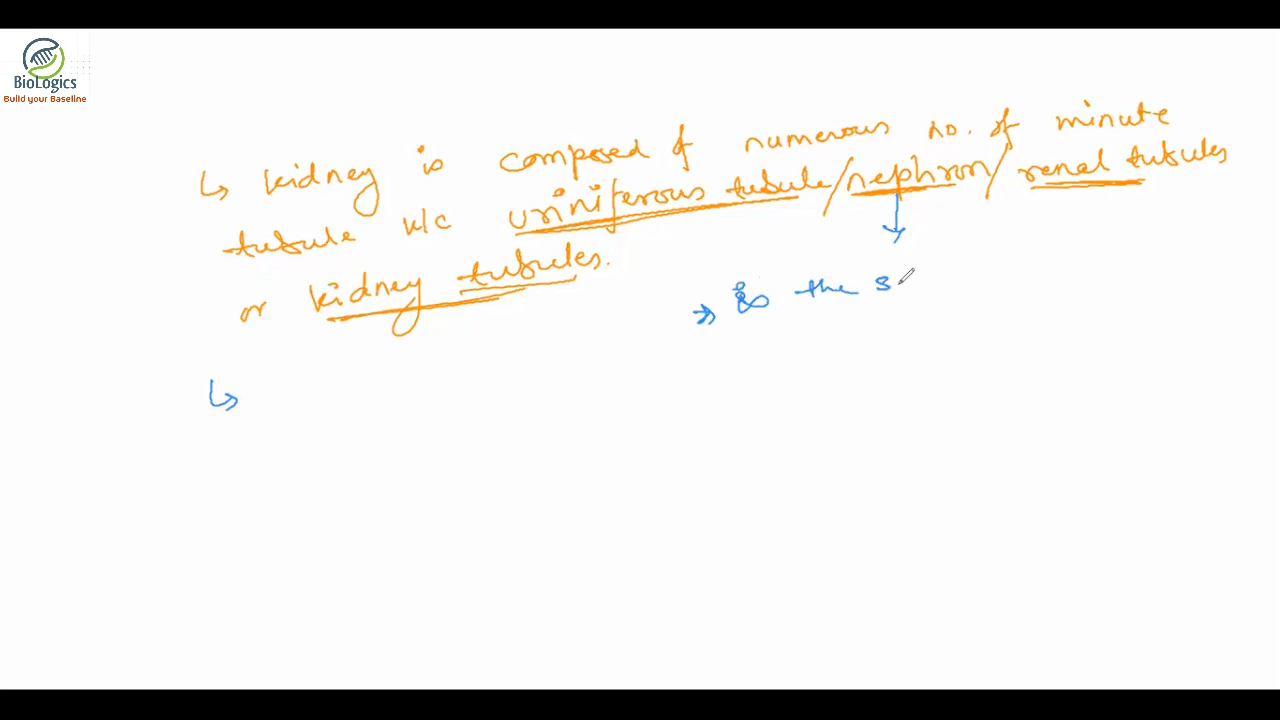 BioLogics
Build your Baseline
↳ kidney is composed of numerous no. of minute
tubule k/c uriniferous tubule/nephron/renal tubules
or kidney tubules.
→ is the s
↳